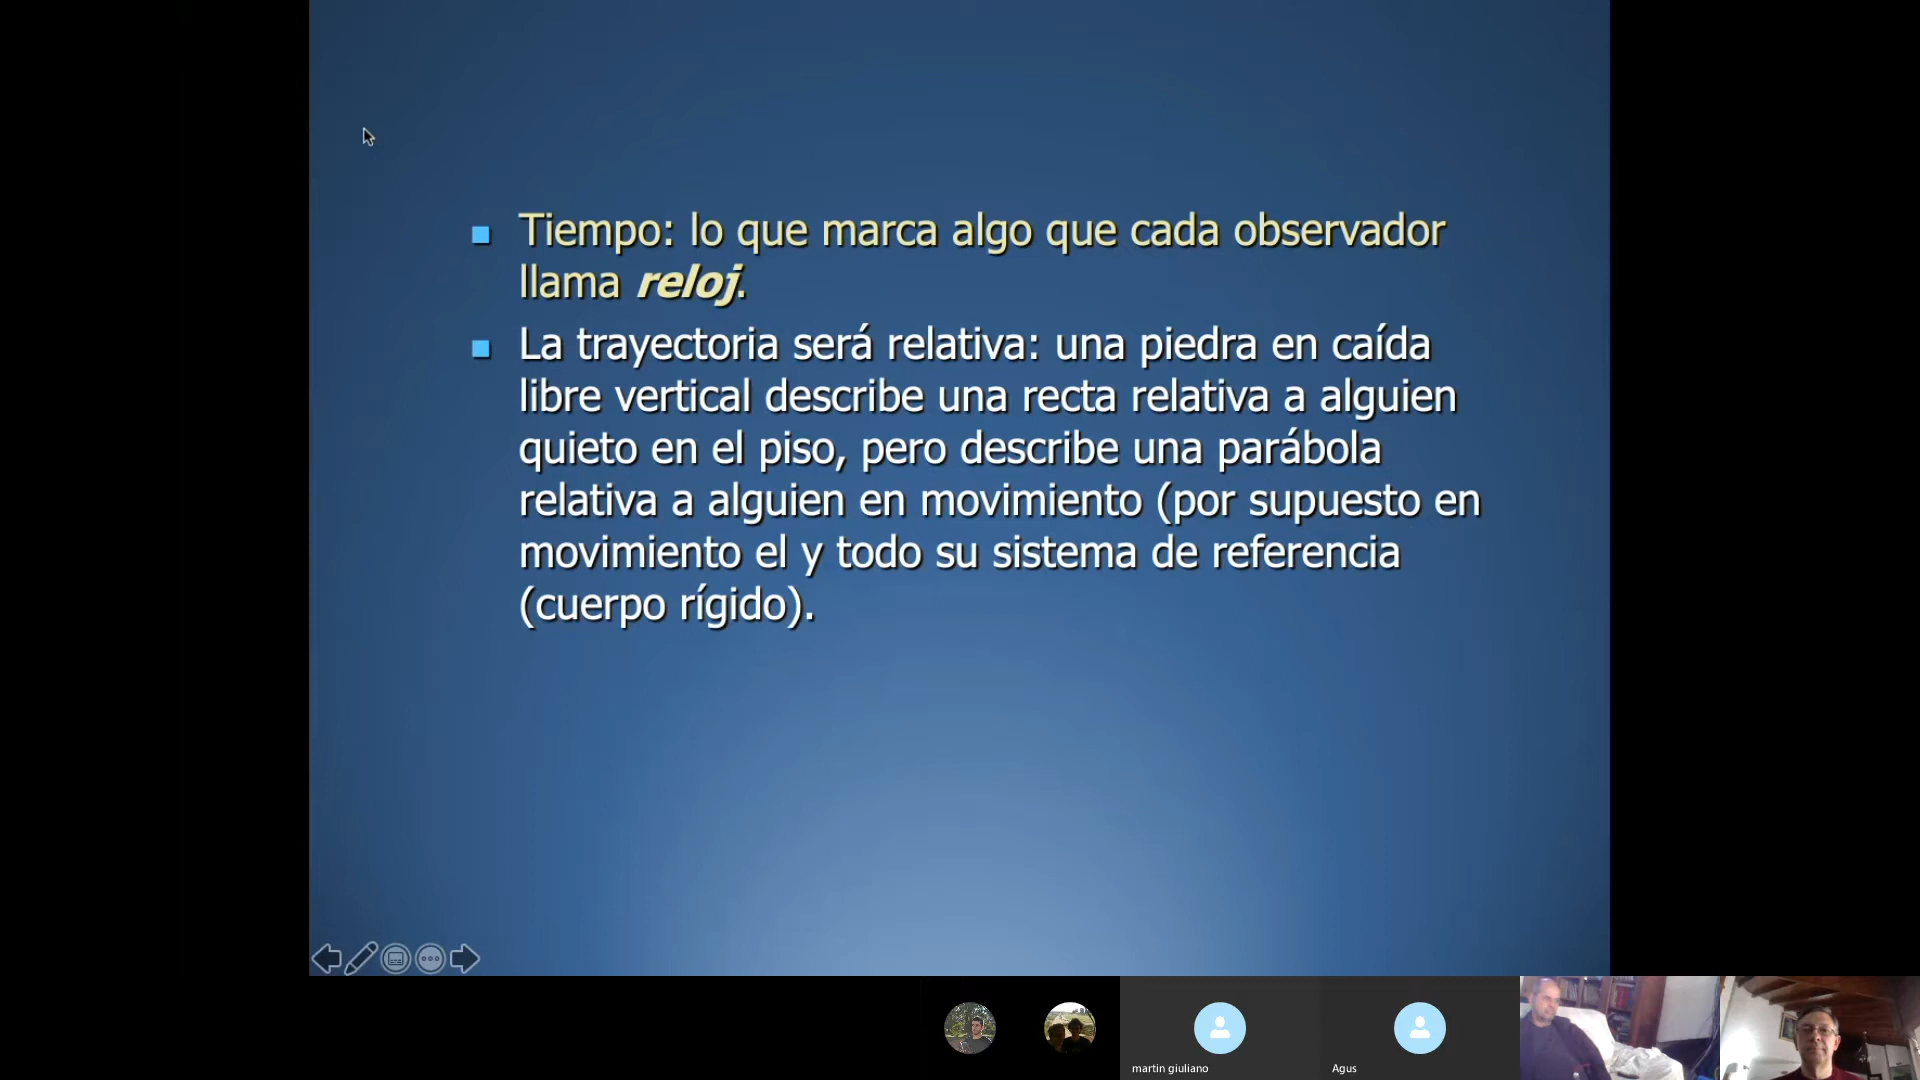 Tiempo: lo que marca algo que cada observador
llama reloj.
La trayectoria será relativa: una piedra en caída
libre vertical describe una recta relativa a alguien
quieto en el piso, pero describe una parábola
relativa a alguien en movimiento (por supuesto en
movimiento el y todo su sistema de referencia
(cuerpo rígido).
martin giuliano
Agus